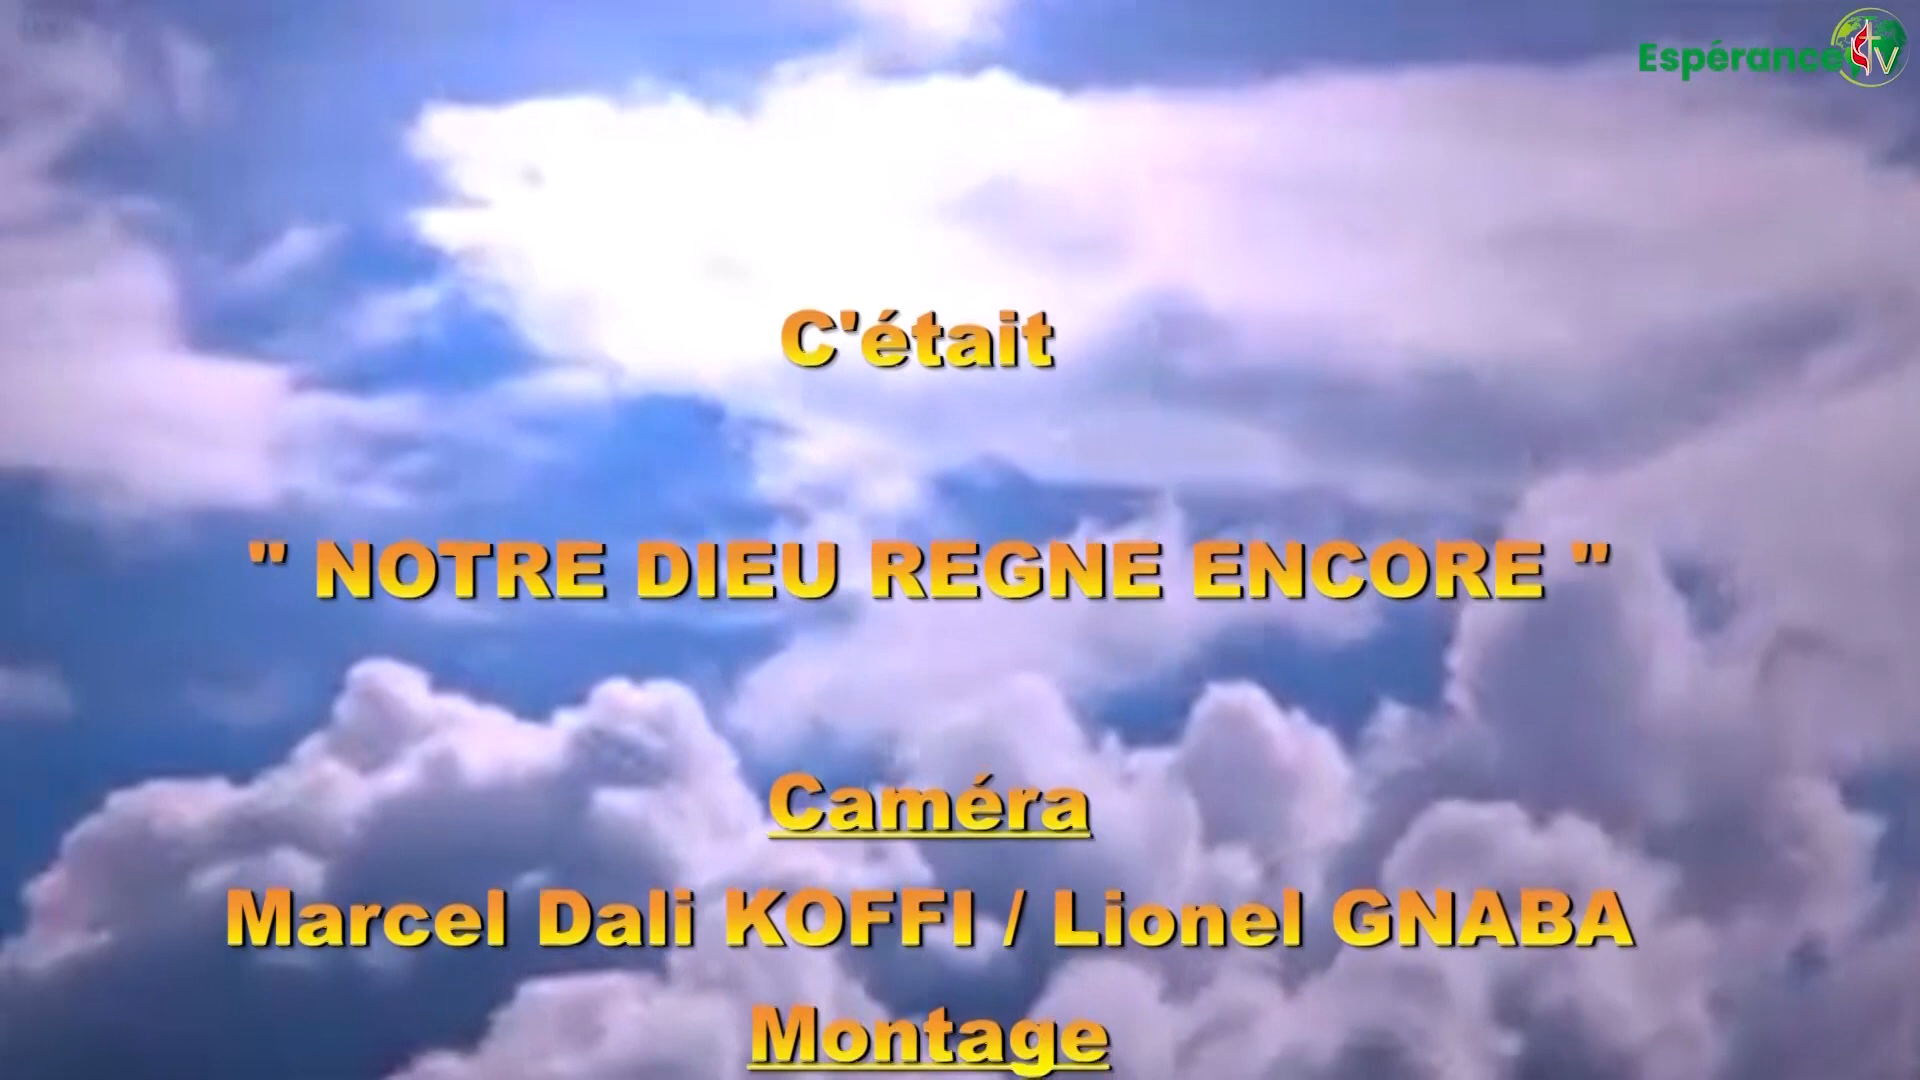 Espérance tv
C'était
" NOTRE DIEU REGNE ENCORE "
Caméra
Marcel Dali KOFFI / Lionel GNABA
Montage